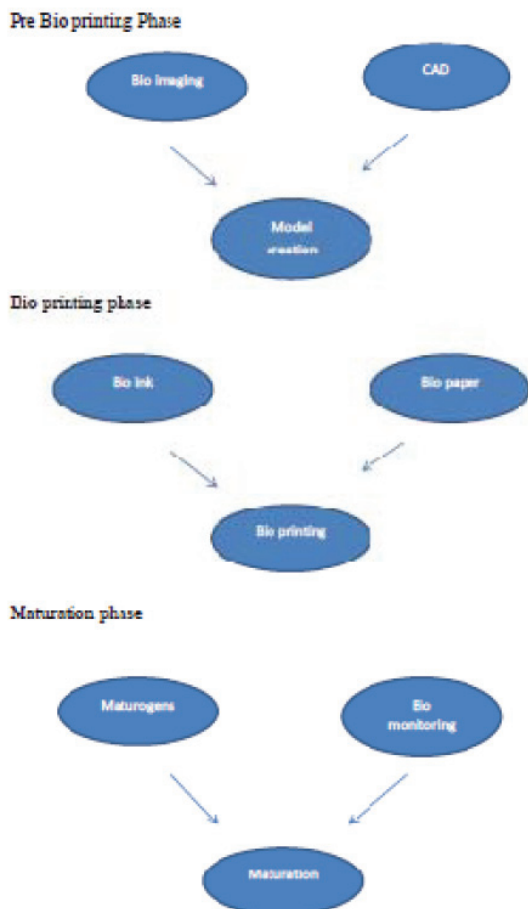 Pre Bio printing Phase
Bio imaging
CAD
Model
creation
Bio printing phase
Bio ink
Bio paper
Bio printing
Maturation phase
Maturogens
Bio
monitoring
Maturation